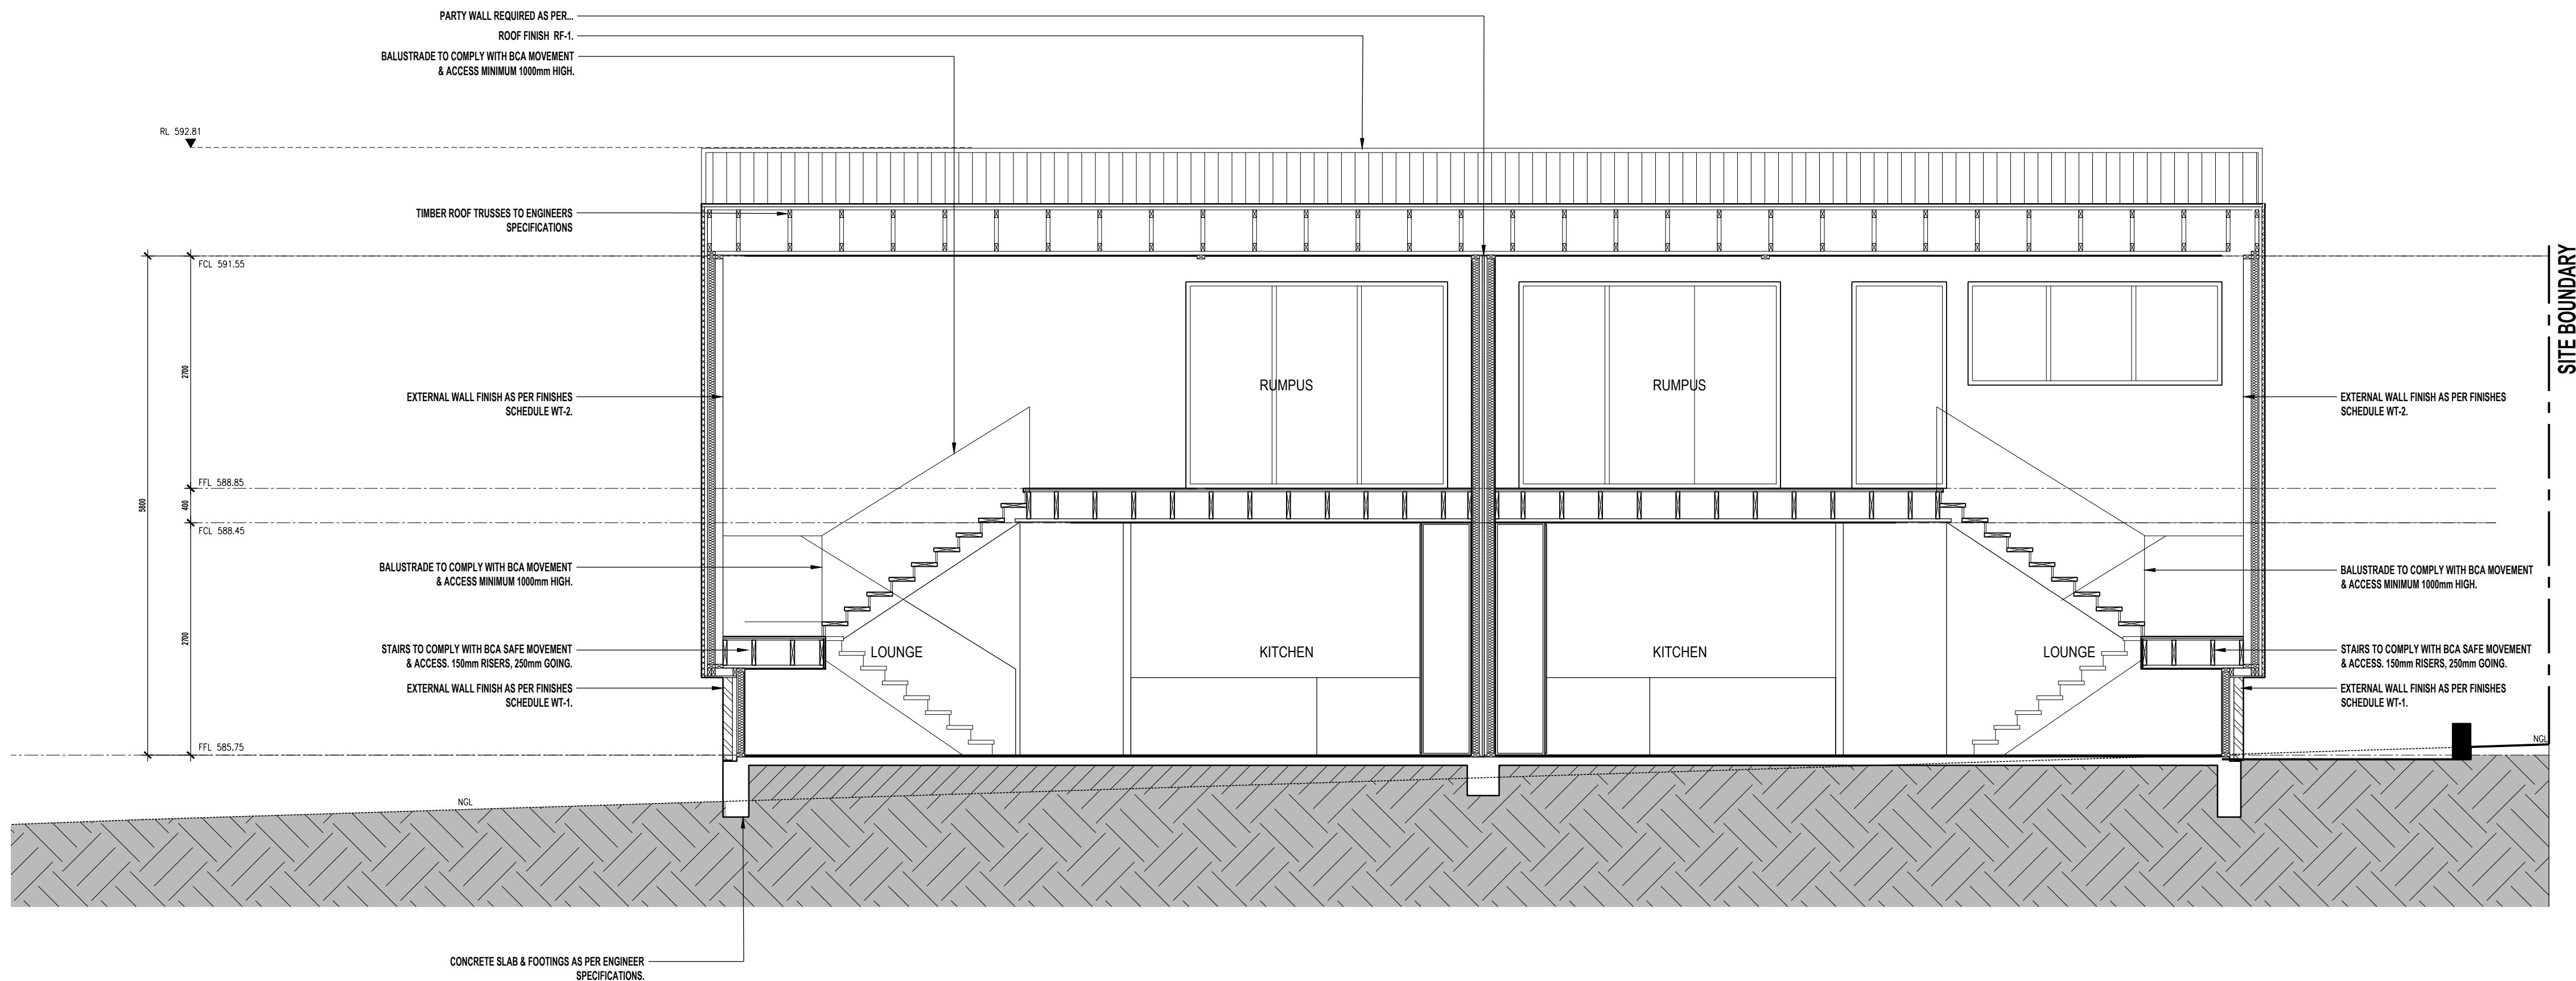 PARTY WALL REQUIRED AS PER...
ROOF FINISH RF-1.
BALUSTRADE TO COMPLY WITH BCA MOVEMENT
& ACCESS MINIMUM 1000mm HIGH.
RL 592.81
TIMBER ROOF TRUSSES TO ENGINEERS
SPECIFICATIONS
FCL 591.55
SITE BOUNDARY
2700
RUMPUS
RUMPUS
EXTERNAL WALL FINISH AS PER FINISHES
SCHEDULE WT-2.
EXTERNAL WALL FINISH AS PER FINISHES
SCHEDULE WT-2.
FFL 588.85
5800
400
FCL 588.45
BALUSTRADE TO COMPLY WITH BCA MOVEMENT
& ACCESS MINIMUM 1000mm HIGH.
BALUSTRADE TO COMPLY WITH BCA MOVEMENT
& ACCESS MINIMUM 1000mm HIGH.
2700
STAIRS TO COMPLY WITH BCA SAFE MOVEMENT
& ACCESS. 150mm RISERS, 250mm GOING.
LOUNGE
KITCHEN
KITCHEN
LOUNGE
STAIRS TO COMPLY WITH BCA SAFE MOVEMENT
& ACCESS. 150mm RISERS, 250mm GOING.
EXTERNAL WALL FINISH AS PER FINISHES
SCHEDULE WT-1.
EXTERNAL WALL FINISH AS PER FINISHES
SCHEDULE WT-1.
FFL 585.75
NGL
NGL
CONCRETE SLAB & FOOTINGS AS PER ENGINEER
SPECIFICATIONS.